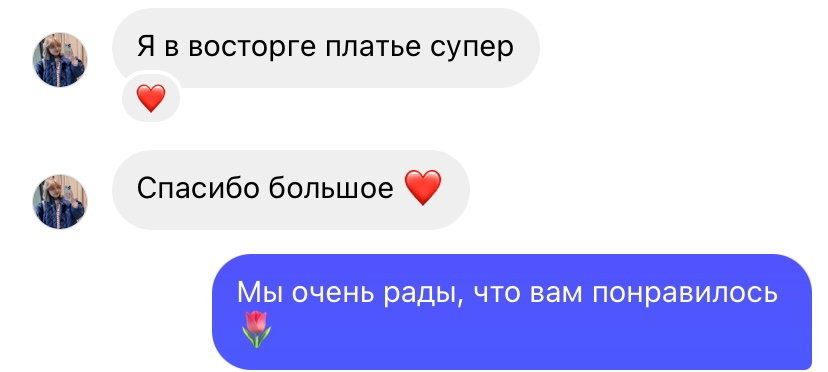 Я в восторге платье супер
❤️
Спасибо большое ❤️
Мы очень рады, что вам понравилось
🌷